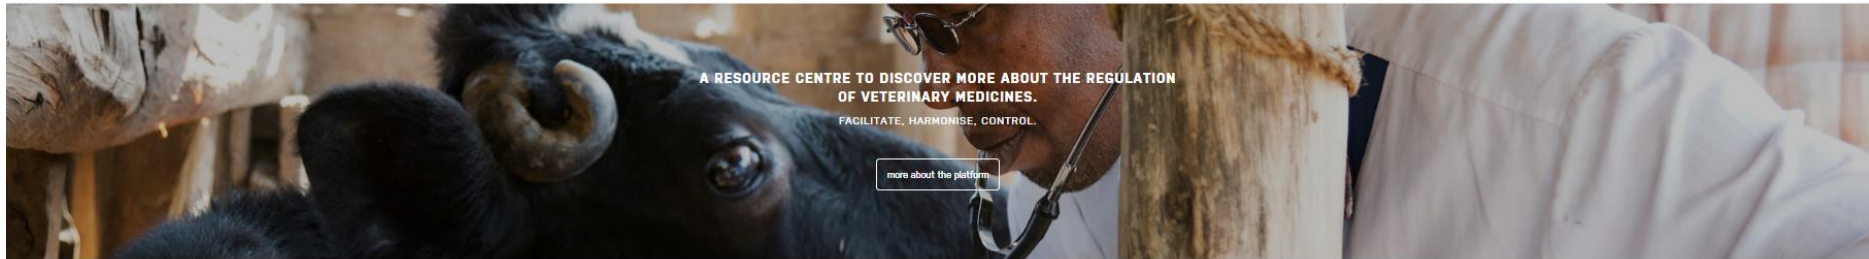 A RESOURCE CENTRE TO DISCOVER MORE ABOUT THE REGULATION
OF VETERINARY MEDICINES.
FACILITATE, HARMONISE, CONTROL.
more about the platform